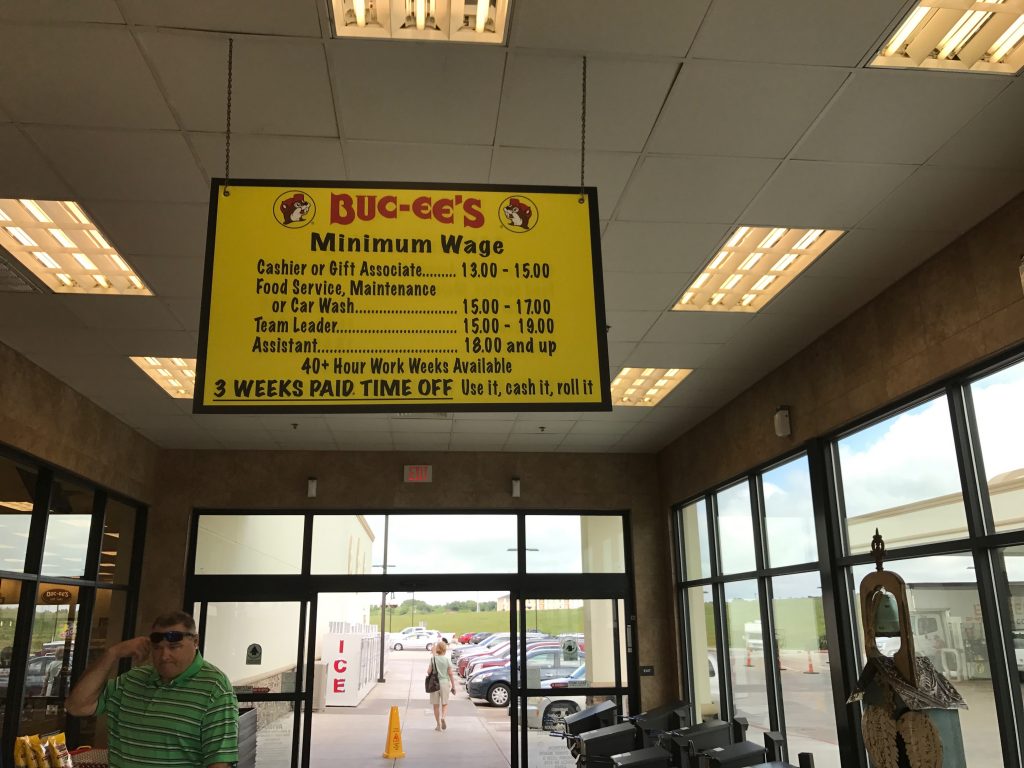 BUC-EE'S
Minimum Wage
Cashier or Gift Associate........ 13.00 - 15.00
Food Service, Maintenance
or Car Wash............................ 15.00 - 17.00
Team Leader................................. 15.00 - 19.00
Assistant....................................... 18.00 and up
40+ Hour Work Weeks Available
3 WEEKS PAID TIME OFF Use it, cash it, roll it
EXIT
BUC-EE'S
ICE